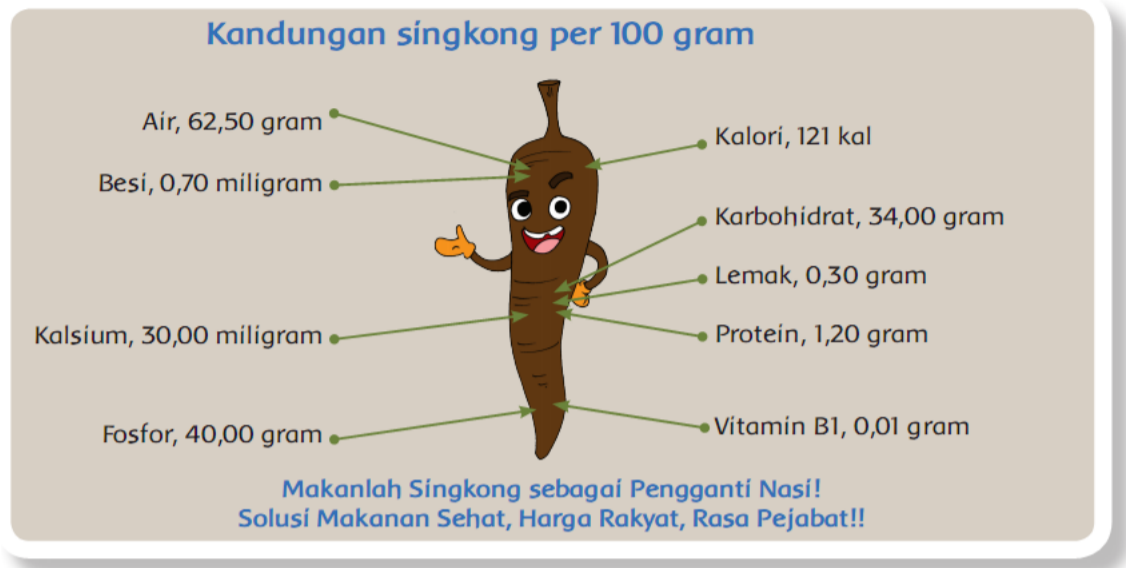 Kandungan singkong per 100 gram
Air, 62,50 gram
Besi, 0,70 miligram
Kalsium, 30,00 miligram
Fosfor, 40,00 gram
Kalori, 121 kal
Karbohidrat, 34,00 gram
Lemak, 0,30 gram
Protein, 1,20 gram
Vitamin B1, 0,01 gram
Makanlah Singkong sebagai Pengganti Nasi!
Solusi Makanan Sehat, Harga Rakyat, Rasa Pejabat!!